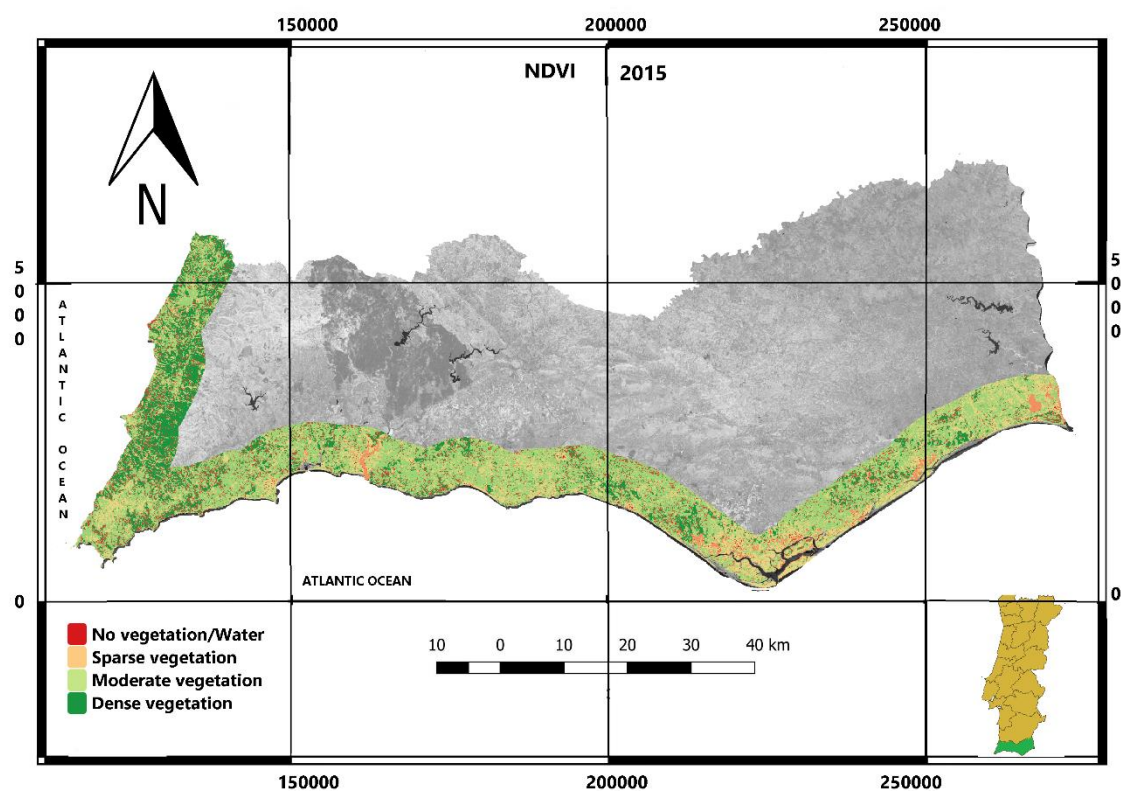 150000
200000
250000
NDVI
2015
N
5
0
0
0
5
0
0
0
ATLANTIC OCEAN
ATLANTIC OCEAN
0
0
No vegetation/Water
Sparse vegetation
Moderate vegetation
Dense vegetation
10 0 10 20 30 40 km
150000
200000
250000